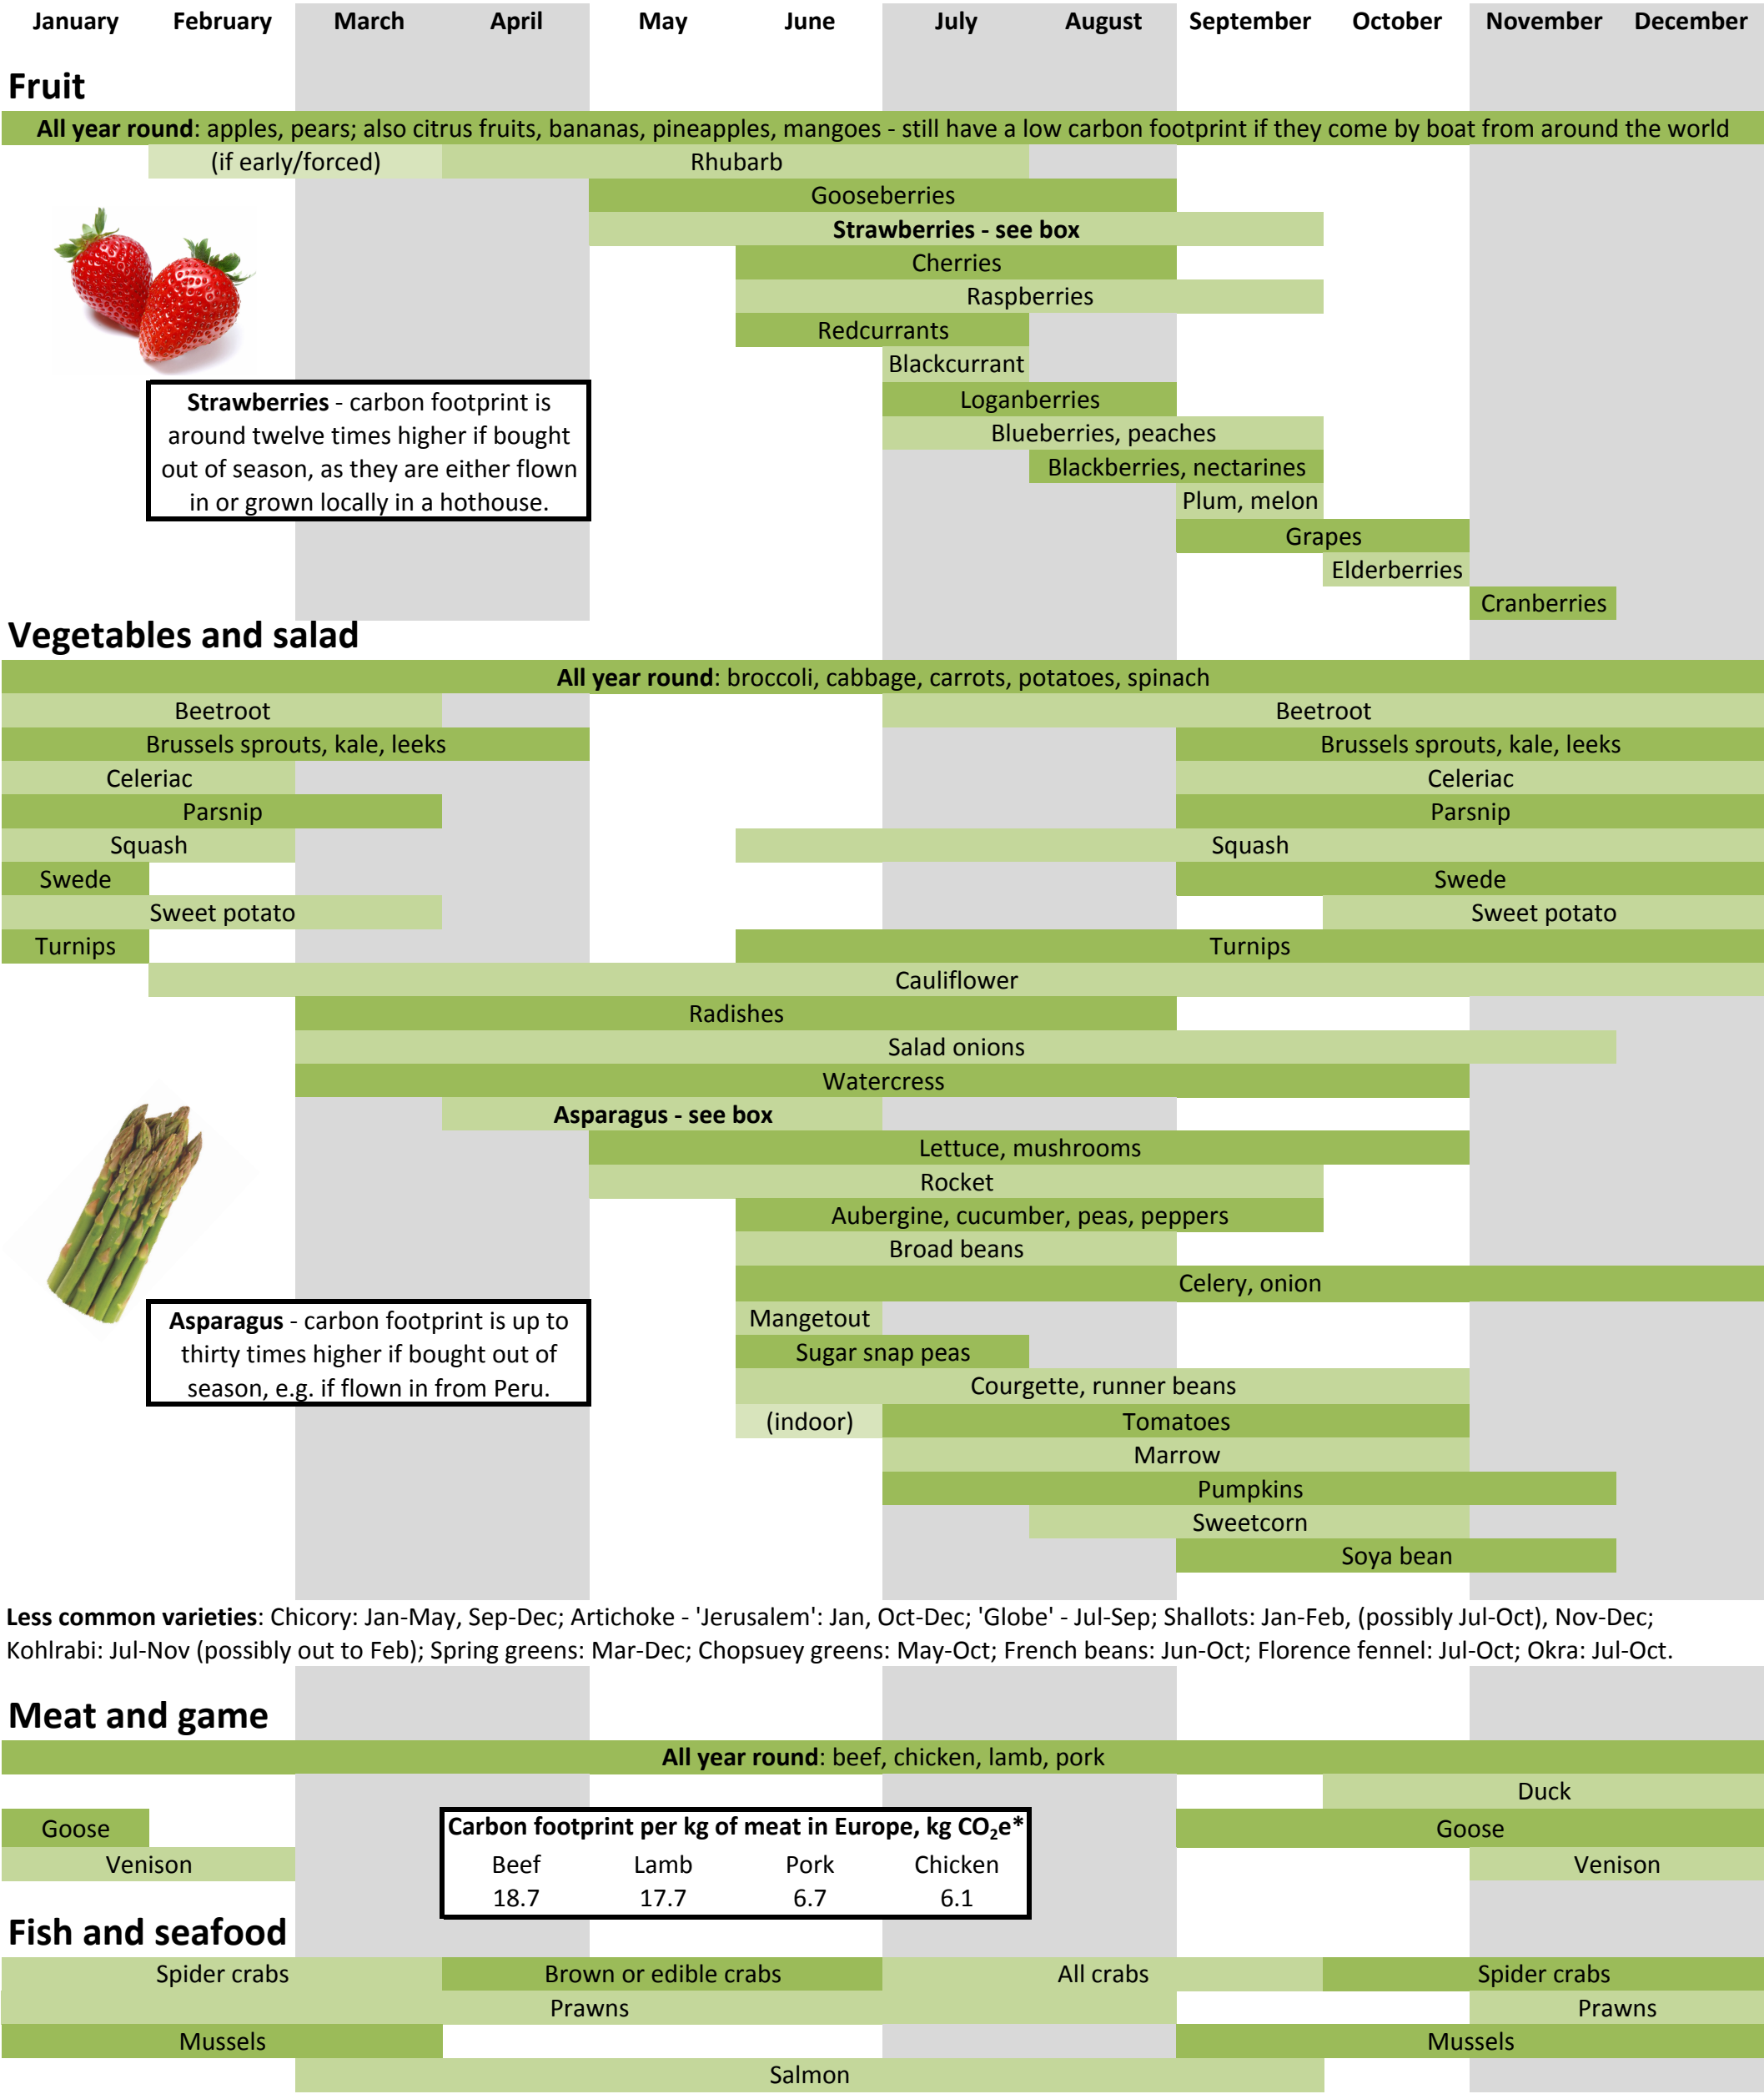 January February March April May June July August September October November December
Fruit
All year round: apples, pears; also citrus fruits, bananas, pineapples, mangoes - still have a low carbon footprint if they come by boat from around the world
(if early/forced) Rhubarb
Gooseberries
Strawberries - see box
Cherries
Raspberries
Redcurrants
Blackcurrant
Loganberries
Blueberries, peaches
Blackberries, nectarines
Plum, melon
Grapes
Elderberries
Cranberries
Strawberries - carbon footprint is
around twelve times higher if bought
out of season, as they are either flown
in or grown locally in a hothouse.
Vegetables and salad
All year round: broccoli, cabbage, carrots, potatoes, spinach
Beetroot Beetroot
Brussels sprouts, kale, leeks Brussels sprouts, kale, leeks
Celeriac Celeriac
Parsnip Parsnip
Squash Squash
Swede Swede
Sweet potato Sweet potato
Turnips Turnips
Cauliflower
Radishes
Salad onions
Watercress
Asparagus - see box
Lettuce, mushrooms
Rocket
Aubergine, cucumber, peas, peppers
Broad beans
Celery, onion
Mangetout
Sugar snap peas
Courgette, runner beans
(indoor) Tomatoes
Marrow
Pumpkins
Sweetcorn
Soya bean
Asparagus - carbon footprint is up to
thirty times higher if bought out of
season, e.g. if flown in from Peru.
Less common varieties: Chicory: Jan-May, Sep-Dec; Artichoke - 'Jerusalem': Jan, Oct-Dec; 'Globe' - Jul-Sep; Shallots: Jan-Feb, (possibly Jul-Oct), Nov-Dec;
Kohlrabi: Jul-Nov (possibly out to Feb); Spring greens: Mar-Dec; Chopsuey greens: May-Oct; French beans: Jun-Oct; Florence fennel: Jul-Oct; Okra: Jul-Oct.
Meat and game
All year round: beef, chicken, lamb, pork
Duck
Goose Goose
Venison Venison
Carbon footprint per kg of meat in Europe, kg CO₂e*
Beef Lamb Pork Chicken
18.7 17.7 6.7 6.1
Fish and seafood
Spider crabs Brown or edible crabs All crabs Spider crabs
Prawns Prawns
Mussels Mussels
Salmon